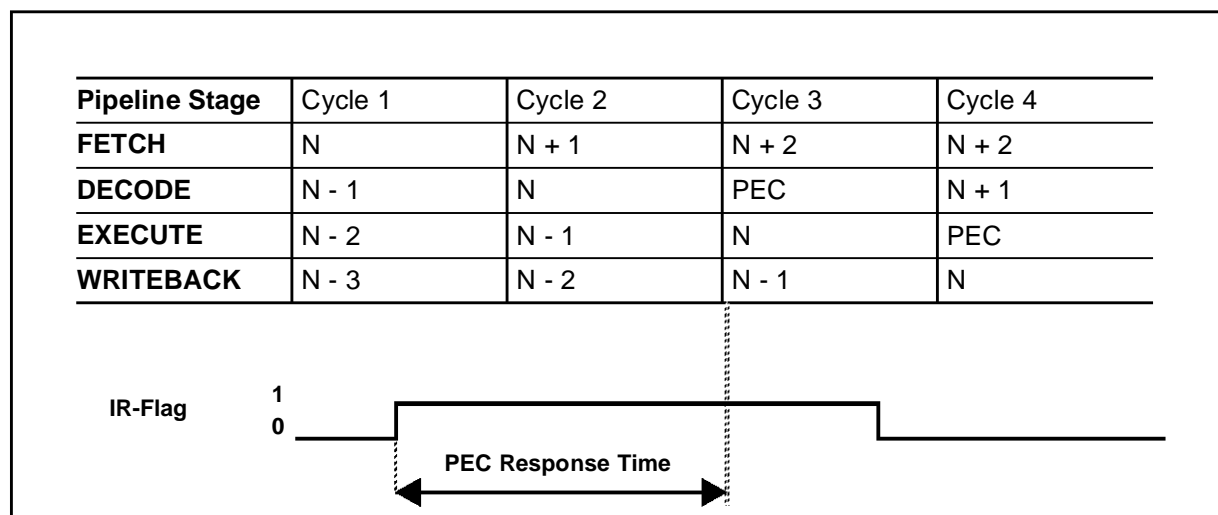 Pipeline Stage Cycle 1 Cycle 2 Cycle 3 Cycle 4
FETCH N N + 1 N + 2 N + 2
DECODE N - 1 N PEC N + 1
EXECUTE N - 2 N - 1 N PEC
WRITEBACK N - 3 N - 2 N - 1 N
IR-Flag 1
0
PEC Response Time